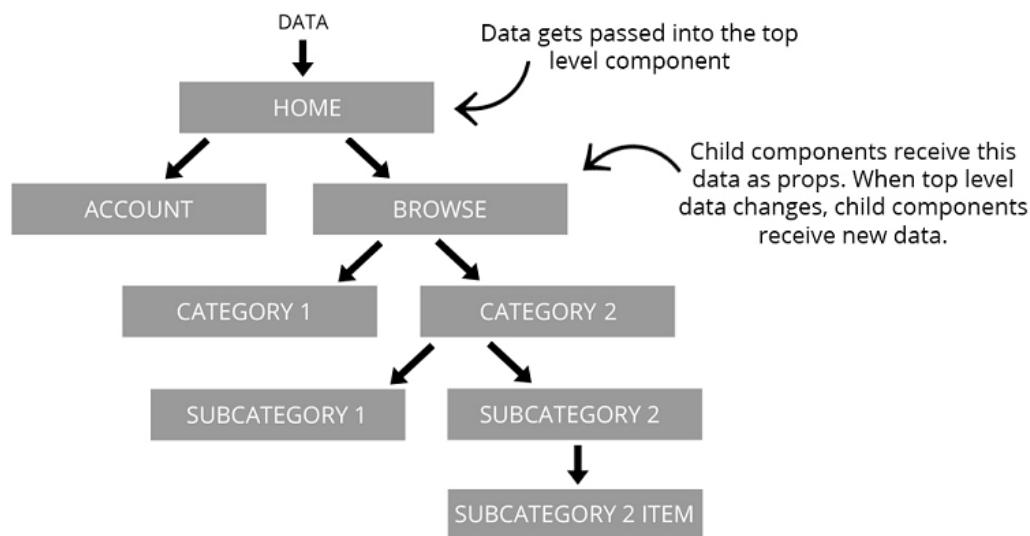 DATA
Data gets passed into the top
level component
HOME
Child components receive this
data as props. When top level
data changes, child components
receive new data.
ACCOUNT
BROWSE
CATEGORY 1
CATEGORY 2
SUBCATEGORY 1
SUBCATEGORY 2
SUBCATEGORY 2 ITEM